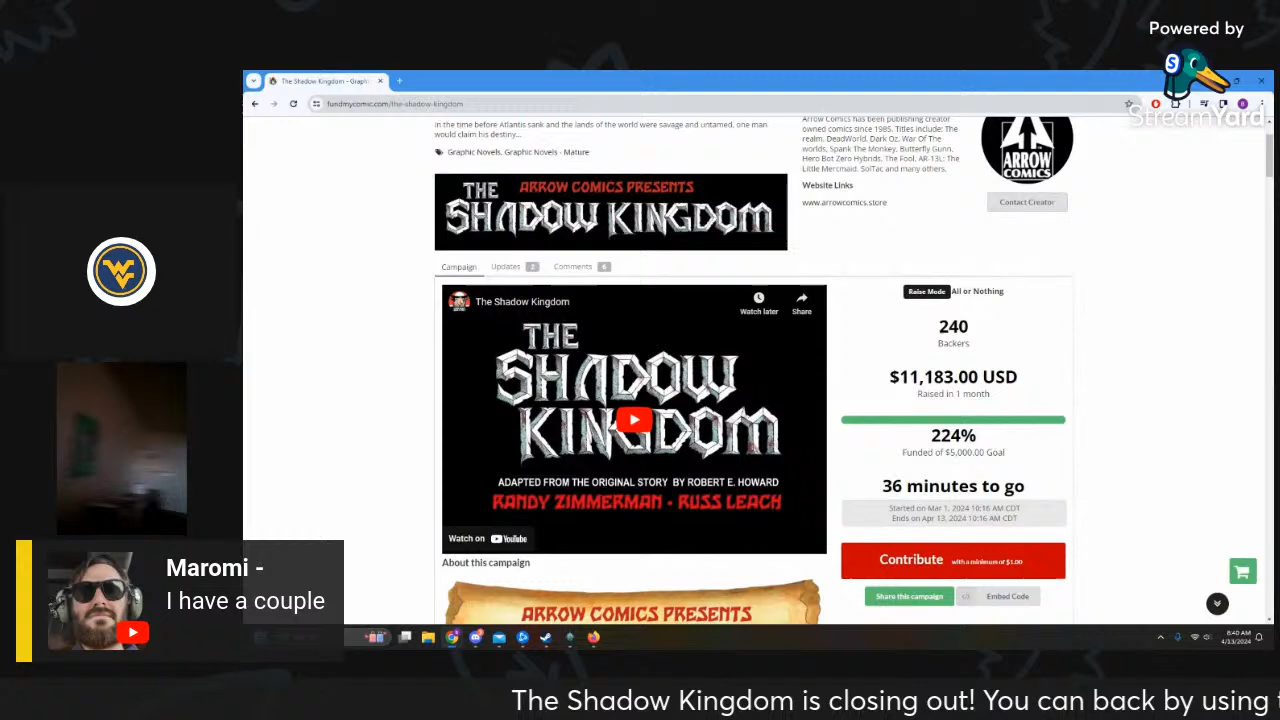 Powered by
StreamYard
The Shadow Kingdom - Graph
fundmycomic.com/the-shadow-kingdom
In the time before Atlantis sank and the lands of the world were savage and untamed, one man
would claim his destiny...
Graphic Novels, Graphic Novels - Mature
Arrow Comics has been publishing creator
owned comics since 1985. Titles include: The
realm, DeadWorld, Dark Oz, War Of The
worlds, Spank The Monkey, Butterfly Gunn,
Hero Bot Zero Hybrids, The Fool, AR-13L: The
Little Mercmaid, SolTac and many others.
Website Links
www.arrowcomics.store
ARROW
COMICS
Contact Creator
ARROW COMICS PRESENTS
THE
SHADOW KINGDOM
Campaign Updates 2 Comments 6
The Shadow Kingdom
Watch later Share
THE
SHADOW
KINGDOM
ADAPTED FROM THE ORIGINAL STORY BY ROBERT E. HOWARD
RANDY ZIMMERMAN - RUSS LEACH
Watch on YouTube
Raise Mode All or Nothing
240
Backers
$11,183.00 USD
Raised in 1 month
224%
Funded of $5,000.00 Goal
36 minutes to go
Started on Mar 1, 2024 10:16 AM CDT
Ends on Apr 13, 2024 10:16 AM CDT
Contribute with a minimum of $1.00
Share this campaign </> Embed Code
About this campaign
ARROW COMICS PRESENTS
Maromi -
I have a couple
8:40 AM
4/13/2024
The Shadow Kingdom is closing out! You can back by using